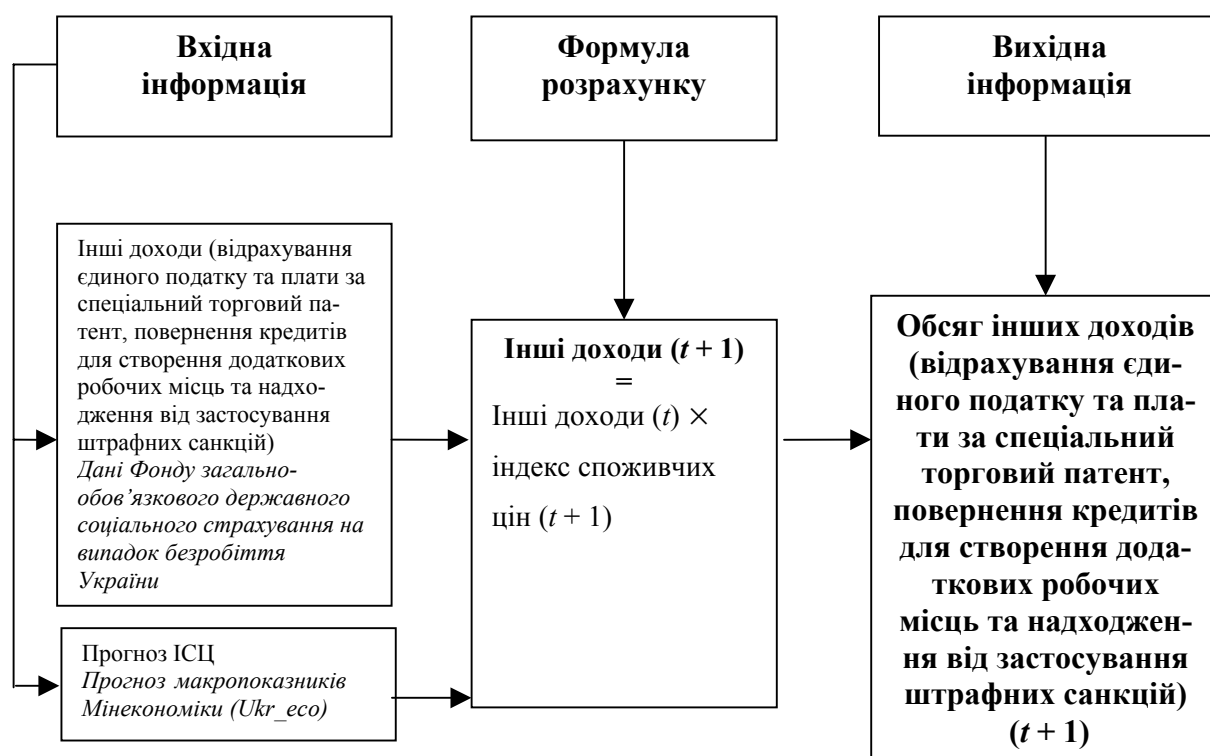 Вхідна
інформація
Формула
розрахунку
Вихідна
інформація
Інші доходи (відрахування
єдиного податку та плати за
спеціальний торговий па-
тент, повернення кредитів
для створення додаткових
робочих місць та надхо-
дження від застосування
штрафних санкцій)
Дані Фонду загально-
обов’язкового державного
соціального страхування на
випадок безробіття
України
Прогноз ІСЦ
Прогноз макропоказників
Мінекономіки (Ukr_eco)
Інші доходи (t + 1)
=
Інші доходи (t) ×
індекс споживчих
цін (t + 1)
Обсяг інших доходів
(відрахування єди-
ного податку та пла-
ти за спеціальний
торговий патент,
повернення кредитів
для створення дода-
ткових робочих
місць та надходжен-
ня від застосування
штрафних санкцій)
(t + 1)